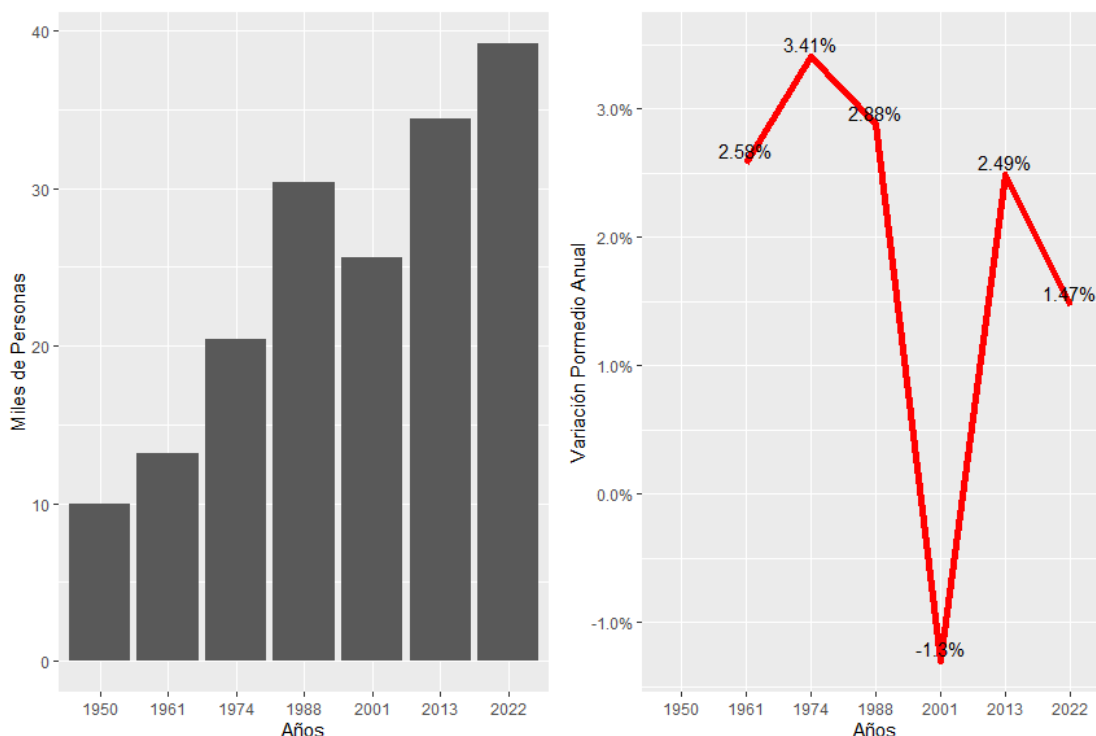 40
30
20
10
0
Miles de Personas
1950 1961 1974 1988 2001 2013 2022
Años
3.0%
2.0%
1.0%
0.0%
-1.0%
Variación Pormedio Anual
2.58%
3.41%
2.88%
-1.3%
2.49%
1.47%
1950 1961 1974 1988 2001 2013 2022
Años